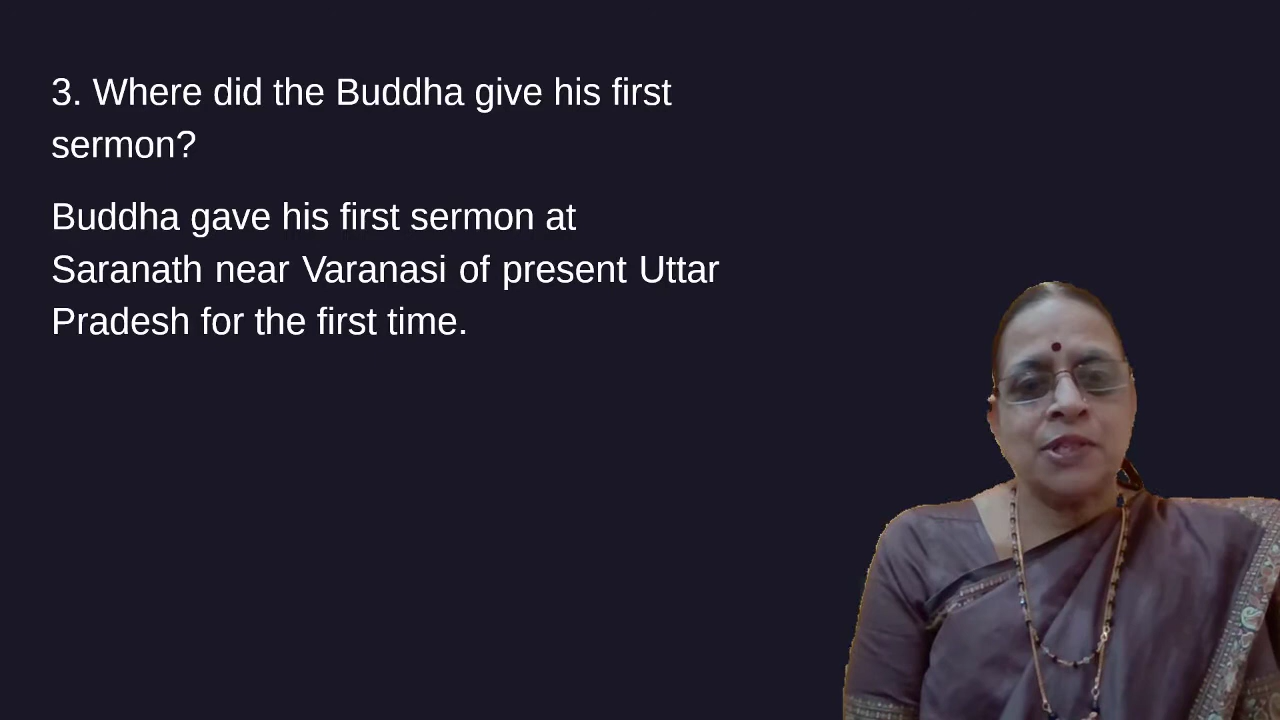 3. Where did the Buddha give his first
sermon?
Buddha gave his first sermon at
Saranath near Varanasi of present Uttar
Pradesh for the first time.